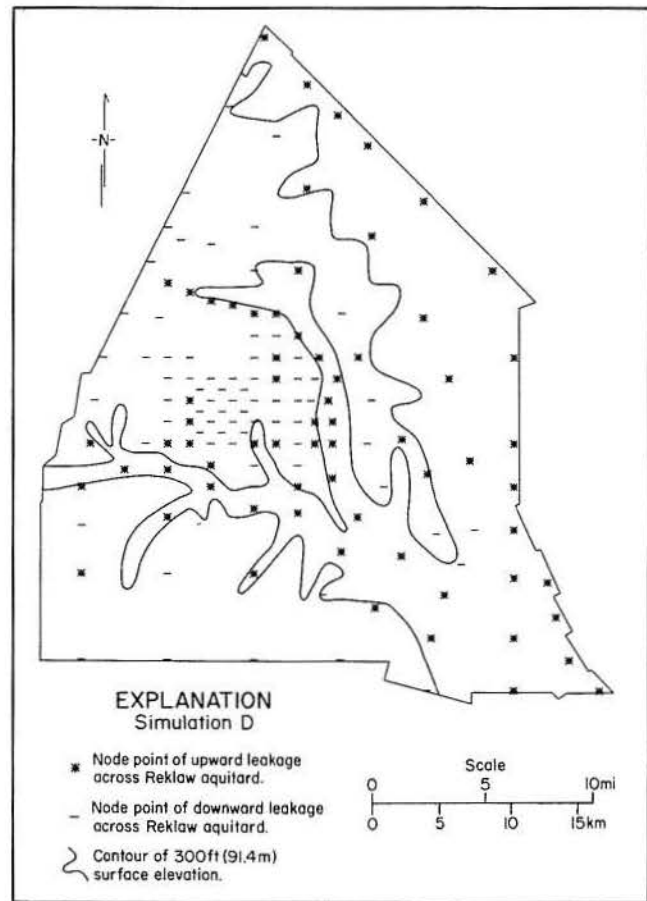 -N-
EXPLANATION
Simulation D
Node point of upward leakage
across Reklaw aquitard.
Node point of downward leakage
across Reklaw aquitard.
Contour of 300ft (91.4m)
surface elevation.
Scale
0 5 10mi
0 5 10 15km